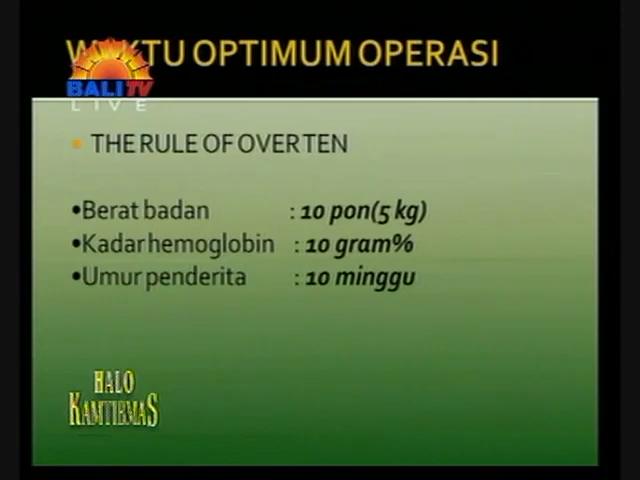 WAKTU OPTIMUM OPERASI
BALI TV
LIVE
THE RULE OF OVER TEN
•Berat badan : 10 pon(5 kg)
•Kadar hemoglobin : 10 gram%
•Umur penderita : 10 minggu
HALO
KAMTIBMAS